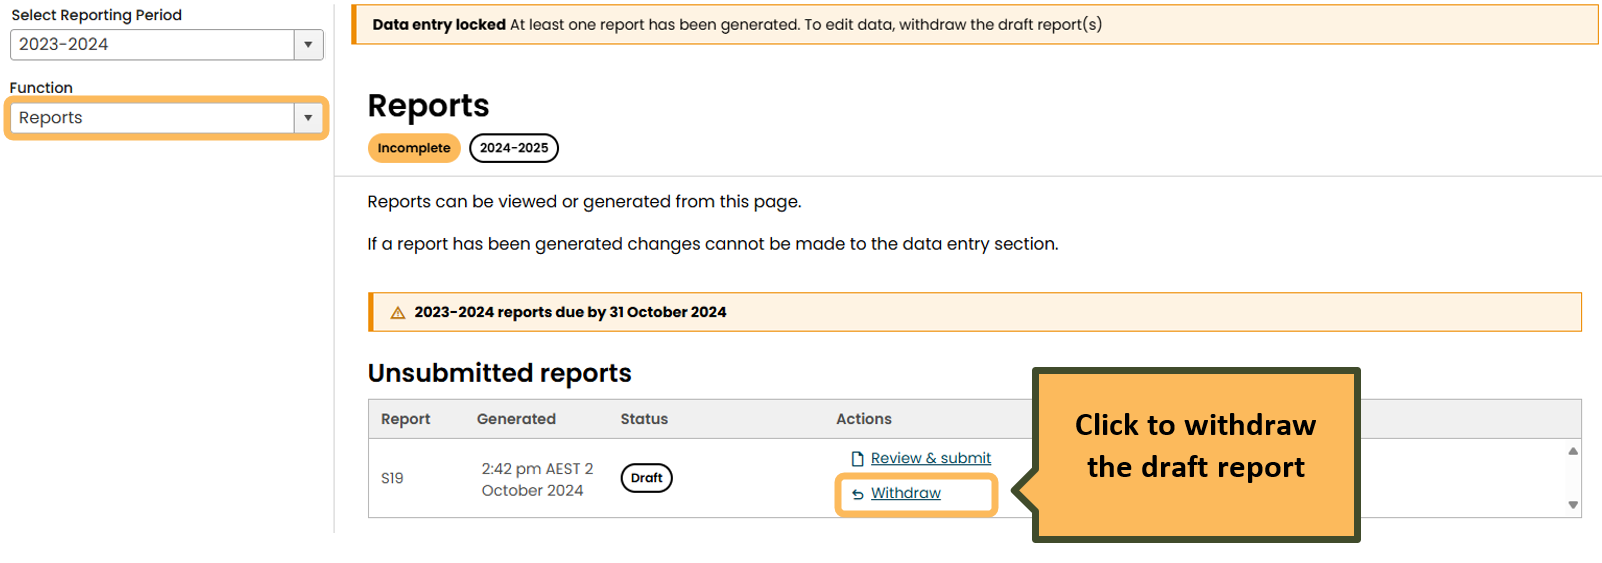 Select Reporting Period
2023-2024
Function
Reports
Data entry locked At least one report has been generated. To edit data, withdraw the draft report(s)
Reports
Incomplete 2024-2025
Reports can be viewed or generated from this page.
If a report has been generated changes cannot be made to the data entry section.
2023-2024 reports due by 31 October 2024
Unsubmitted reports
Report Generated Status Actions
S19
2:42 pm AEST 2
October 2024
Draft
Review & submit
Withdraw
Click to withdraw
the draft report